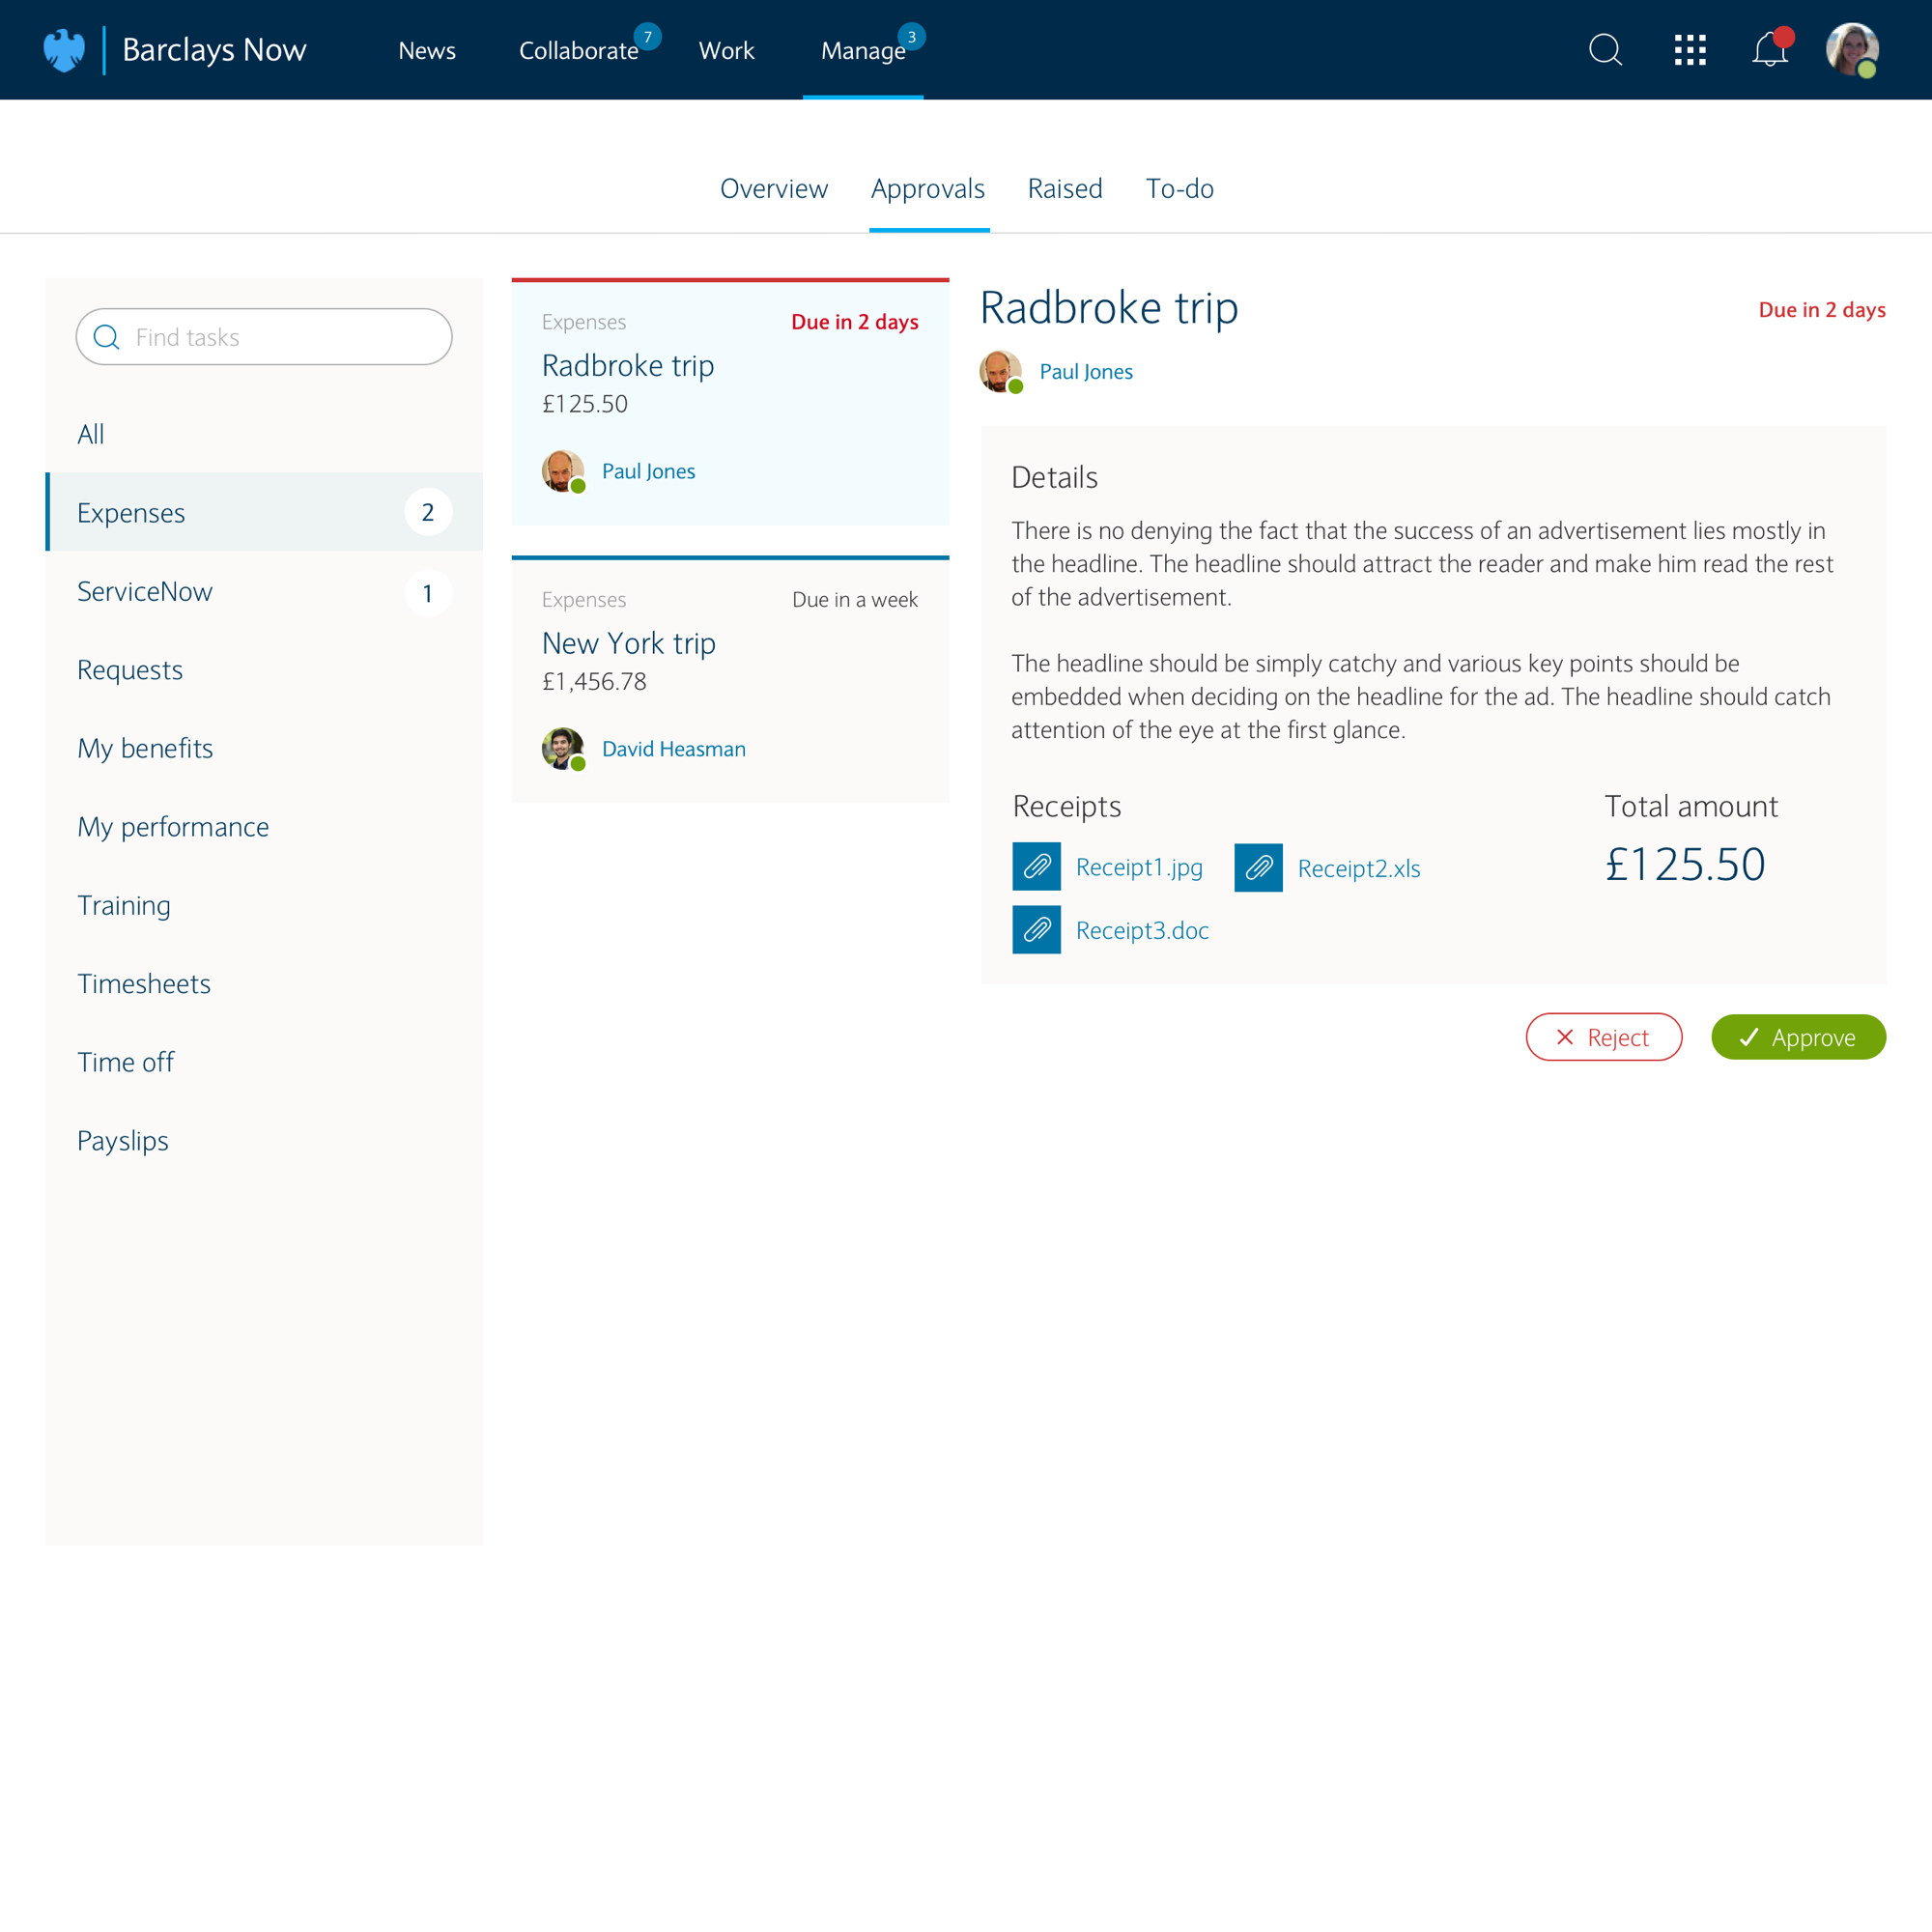 Barclays Now
News
Collaborate
7
Work
Manage
3
Overview
Approvals
Raised
To-do
Find tasks
All
Expenses
2
ServiceNow
1
Requests
My benefits
My performance
Training
Timesheets
Time off
Payslips
Expenses
Due in 2 days
Radbroke trip
£125.50
Paul Jones
Expenses
Due in a week
New York trip
£1,456.78
David Heasman
Radbroke trip
Due in 2 days
Paul Jones
Details
There is no denying the fact that the success of an advertisement lies mostly in
the headline. The headline should attract the reader and make him read the rest
of the advertisement.
The headline should be simply catchy and various key points should be
embedded when deciding on the headline for the ad. The headline should catch
attention of the eye at the first glance.
Receipts
Receipt1.jpg
Receipt2.xls
Receipt3.doc
Total amount
£125.50
Reject
Approve